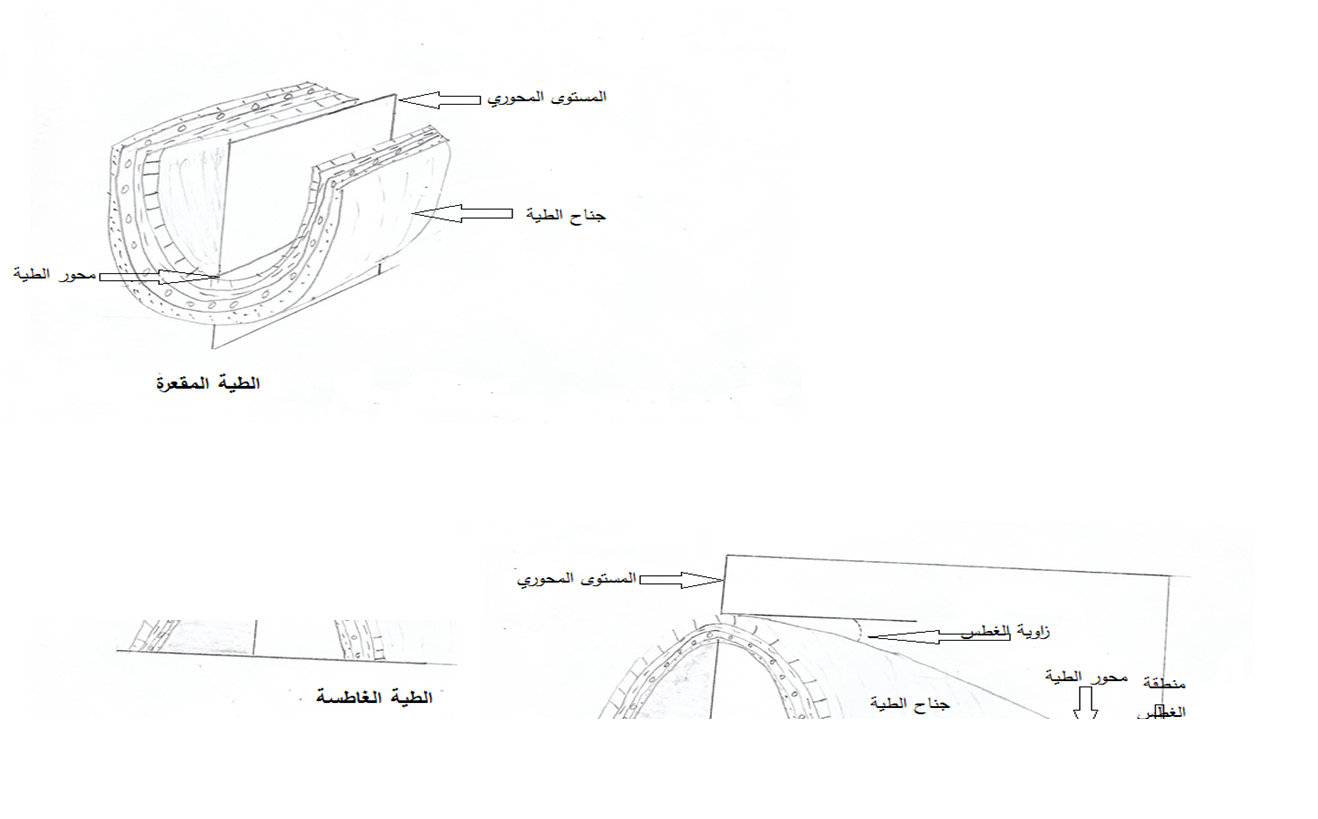 المستوى المحوري
جناح الطية
محور الطية
الطية المقعرة
المستوى المحوري
زاوية الغطس
محور الطية
منطقة
الغطس
جناح الطية
الطية الغاطسة